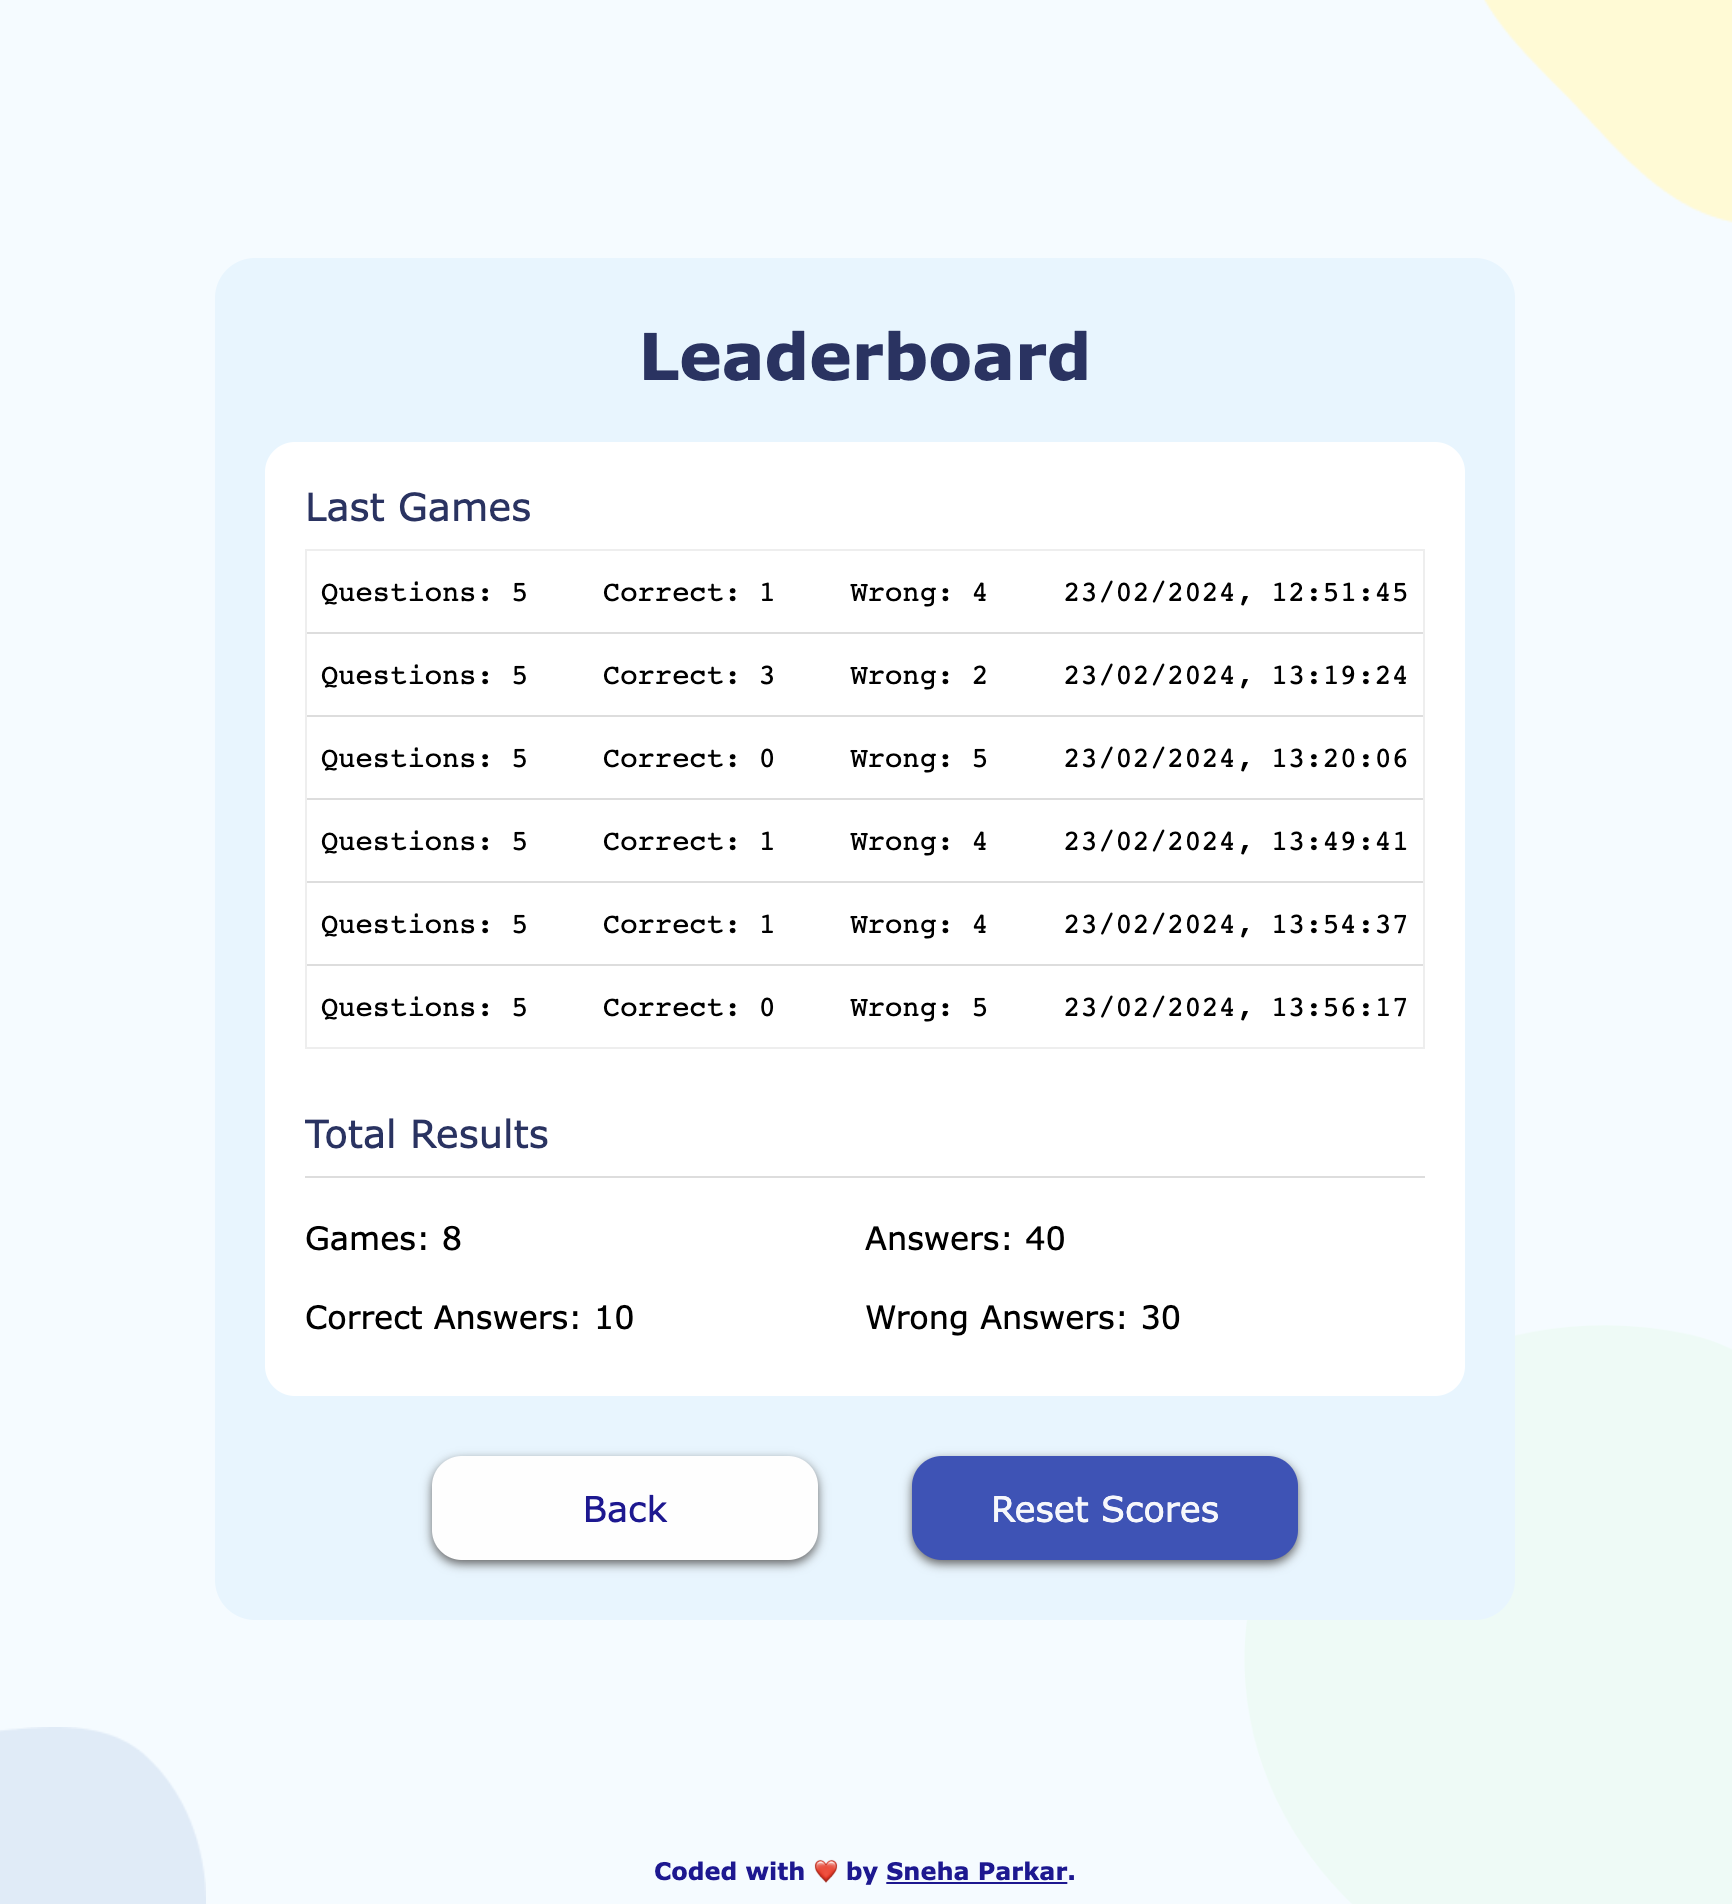 Leaderboard
Last Games
Questions: 5 Correct: 1 Wrong: 4 23/02/2024, 12:51:45
Questions: 5 Correct: 3 Wrong: 2 23/02/2024, 13:19:24
Questions: 5 Correct: 0 Wrong: 5 23/02/2024, 13:20:06
Questions: 5 Correct: 1 Wrong: 4 23/02/2024, 13:49:41
Questions: 5 Correct: 1 Wrong: 4 23/02/2024, 13:54:37
Questions: 5 Correct: 0 Wrong: 5 23/02/2024, 13:56:17
Total Results
Games: 8 Answers: 40
Correct Answers: 10 Wrong Answers: 30
Back Reset Scores
Coded with ❤️ by Sneha Parkar.